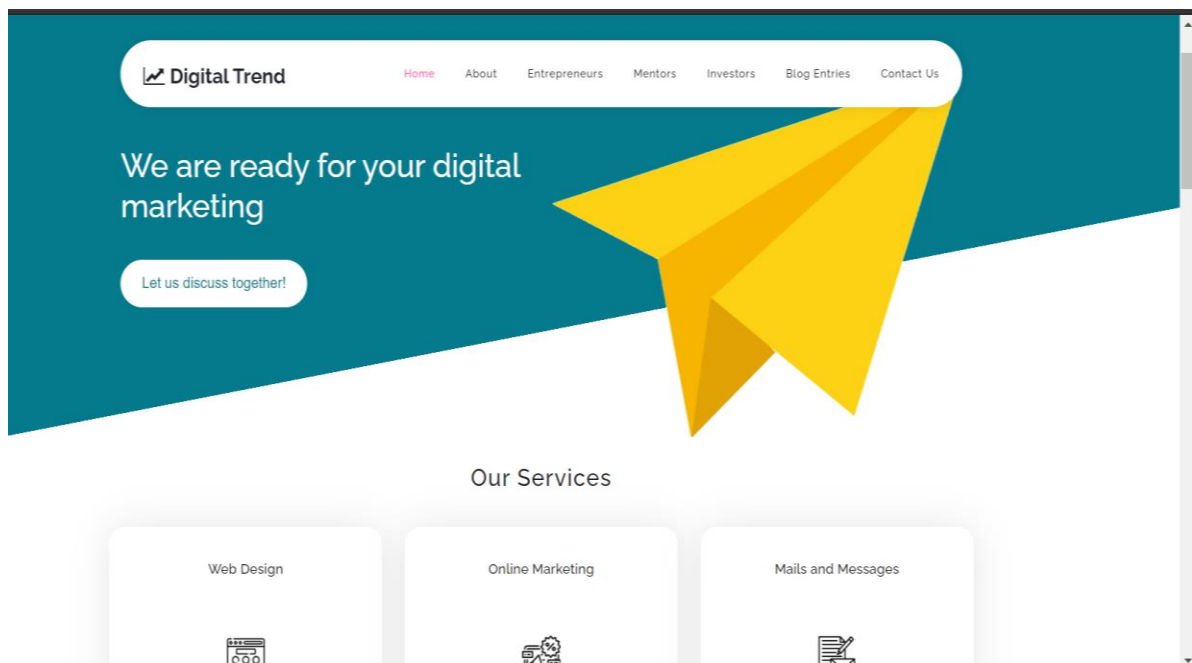 Digital Trend
Home About Entrepreneurs Mentors Investors Blog Entries Contact Us
We are ready for your digital
marketing
Let us discuss together!
Our Services
Web Design Online Marketing Mails and Messages